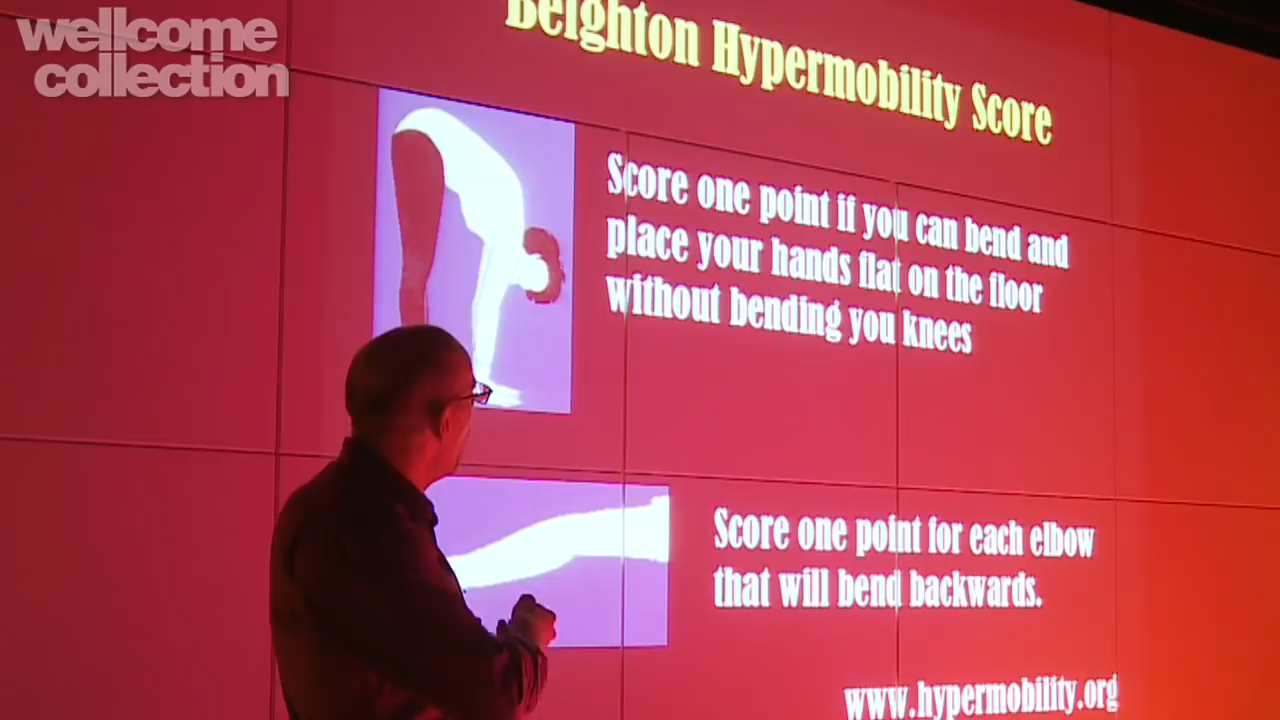 wellcome
collection
Beighton Hypermobility Score
Score one point if you can bend and
place your hands flat on the floor
without bending you knees
Score one point for each elbow
that will bend backwards.
www.hypermobility.org